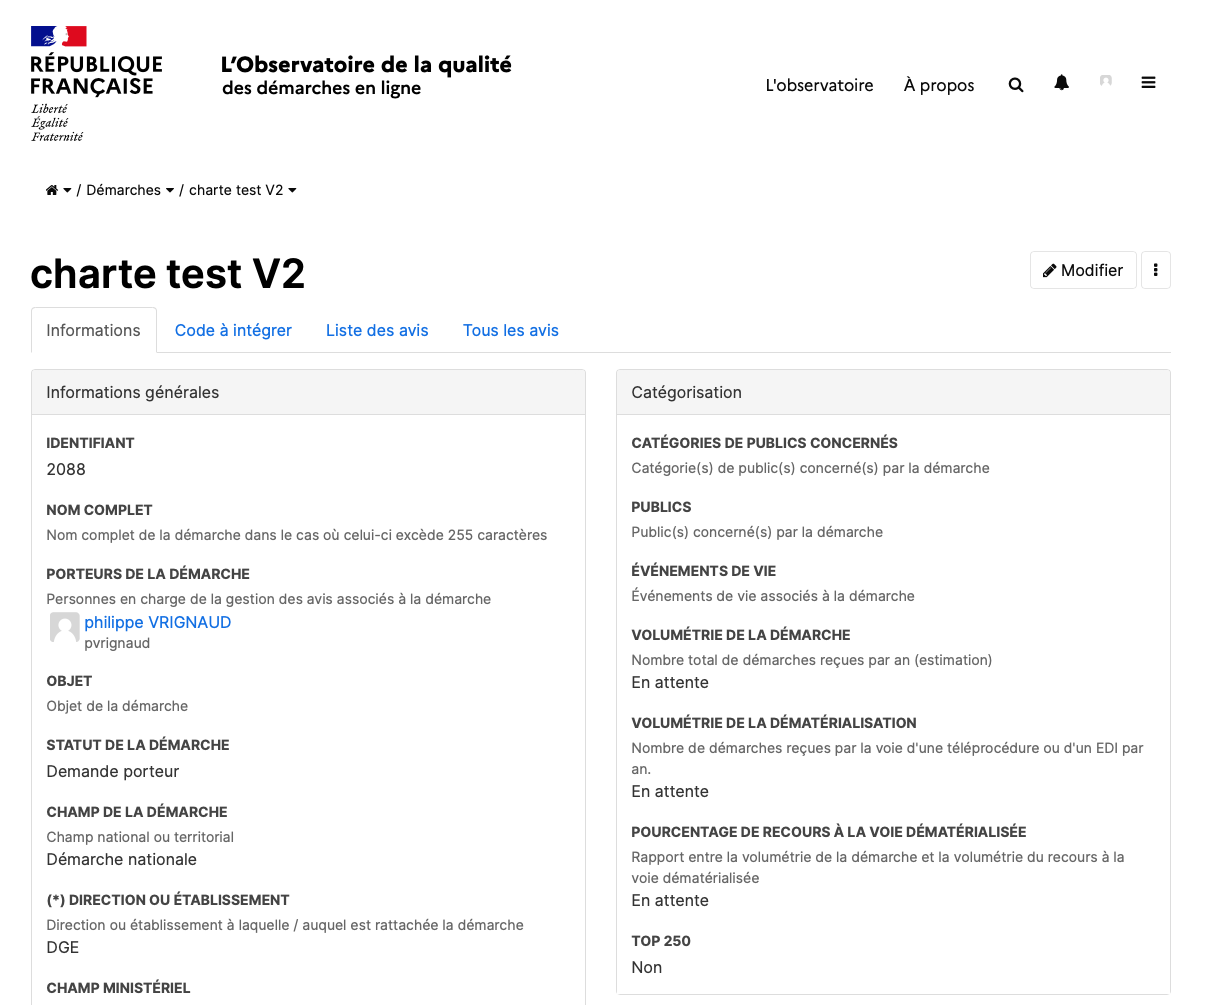 RÉPUBLIQUE
FRANÇAISE
Liberté
Égalité
Fraternité
L'Observatoire de la qualité
des démarches en ligne
L'observatoire
À propos
/ Démarches / charte test V2
charte test V2
Modifier
Informations
Code à intégrer
Liste des avis
Tous les avis
Informations générales
IDENTIFIANT
2088
NOM COMPLET
Nom complet de la démarche dans le cas où celui-ci excède 255 caractères
PORTEURS DE LA DÉMARCHE
Personnes en charge de la gestion des avis associés à la démarche
philippe VRIGNAUD
pvrignaud
OBJET
Objet de la démarche
STATUT DE LA DÉMARCHE
Demande porteur
CHAMP DE LA DÉMARCHE
Champ national ou territorial
Démarche nationale
(*) DIRECTION OU ÉTABLISSEMENT
Direction ou établissement à laquelle / auquel est rattachée la démarche
DGE
CHAMP MINISTÉRIEL
Catégorisation
CATÉGORIES DE PUBLICS CONCERNÉS
Catégorie(s) de public(s) concerné(s) par la démarche
PUBLICS
Public(s) concerné(s) par la démarche
ÉVÉNEMENTS DE VIE
Événements de vie associés à la démarche
VOLUMÉTRIE DE LA DÉMARCHE
Nombre total de démarches reçues par an (estimation)
En attente
VOLUMÉTRIE DE LA DÉMATÉRIALISATION
Nombre de démarches reçues par la voie d'une téléprocédure ou d'un EDI par
an.
En attente
POURCENTAGE DE RECOURS À LA VOIE DÉMATÉRIALISÉE
Rapport entre la volumétrie de la démarche et la volumétrie du recours à la
voie dématérialisée
En attente
TOP 250
Non